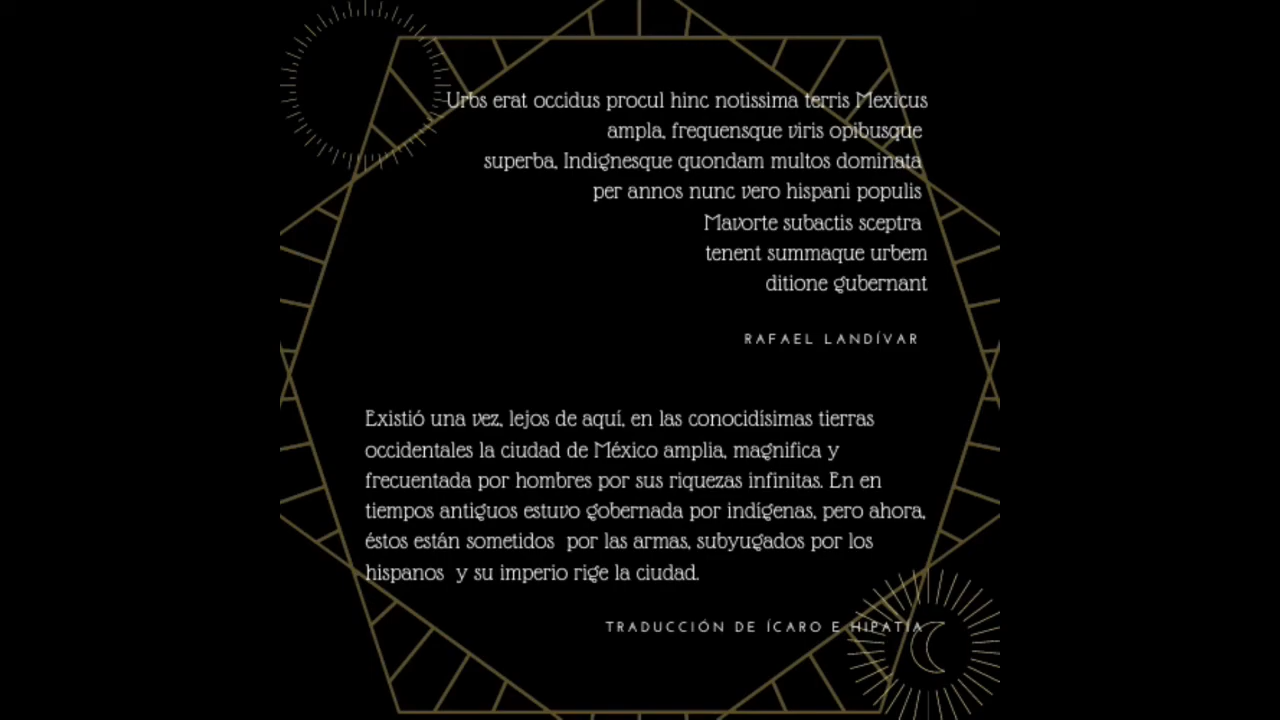 Urbs erat occidus procul hinc notissima terris Mexicus
ampla, frequensque viris opibusque
superba, Indignesque quondam multos dominata
per annos nunc vero hispani populis
Mavorte subactis sceptra
tenent summaque urbem
ditione gubernant
RAFAEL LANDÍVAR
Existió una vez, lejos de aquí, en las conocidísimas tierras
occidentales la ciudad de México amplia, magnifica y
frecuentada por hombres por sus riquezas infinitas. En en
tiempos antiguos estuvo gobernada por indígenas, pero ahora,
éstos están sometidos por las armas, subyugados por los
hispanos y su imperio rige la ciudad.
TRADUCCIÓN DE ÍCARO E HIPATIA